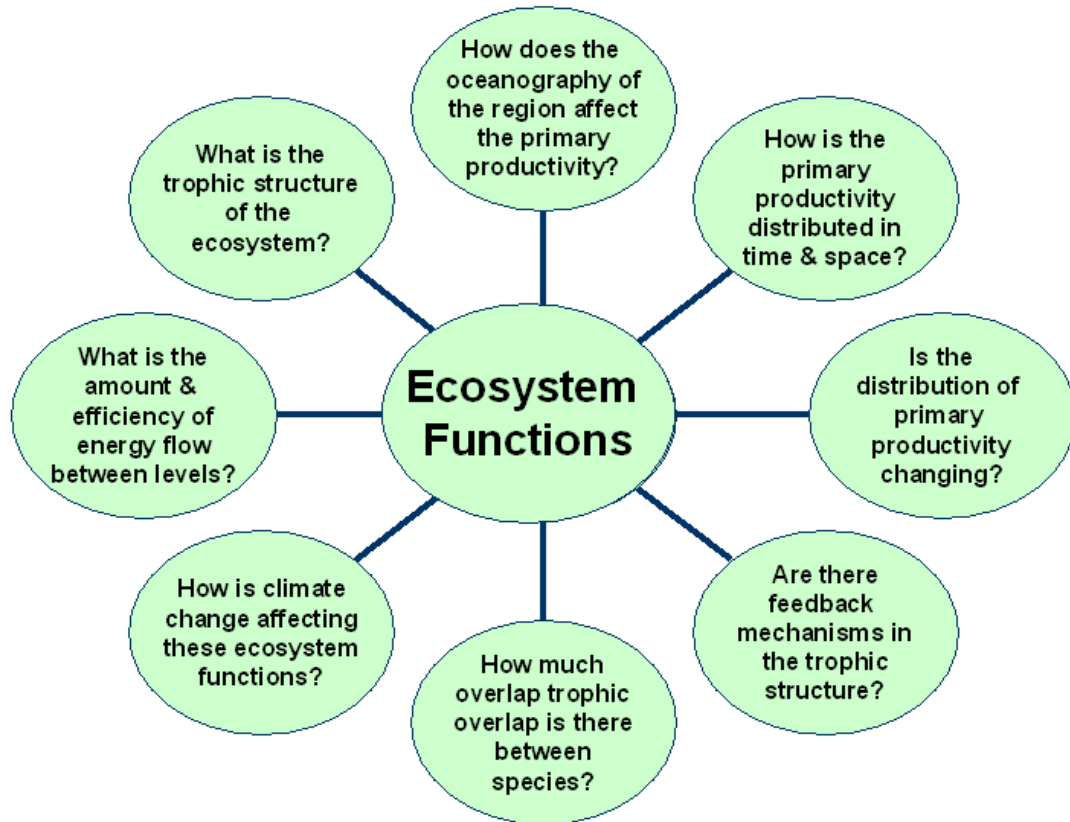 How does the
oceanography of
the region affect
the primary
productivity?
How is the
primary
productivity
distributed in
time & space?
Is the
distribution of
primary
productivity
changing?
Are there
feedback
mechanisms in
the trophic
structure?
How much
overlap trophic
overlap is there
between
species?
How is climate
change affecting
these ecosystem
functions?
What is the
amount &
efficiency of
energy flow
between levels?
What is the
trophic structure
of the
ecosystem?
Ecosystem
Functions